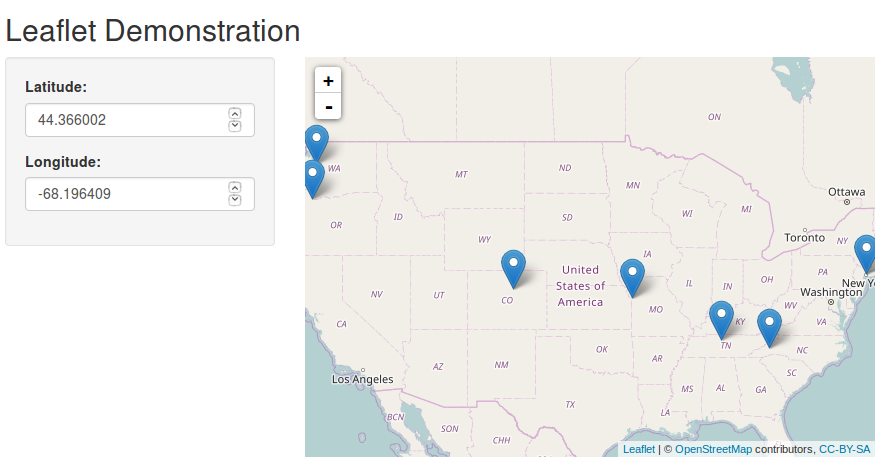 Leaflet Demonstration
Latitude:
44.366002
Longitude:
-68.196409
+
-
ON
WA
MT
ND
MN
OR
ID
SD
WI
MI
Ottawa
Toronto
NY
WY
IA
United
States of
America
NV
UT
CO
IL
IN
OH
PA
New Y
Washington
MO
KY
WV
VA
CA
TN
NC
AZ
NM
OK
AR
SC
Los Angeles
MS
AL
GA
TX
LA
BCN
SON
CHH
Leaflet | © OpenStreetMap contributors, CC-BY-SA